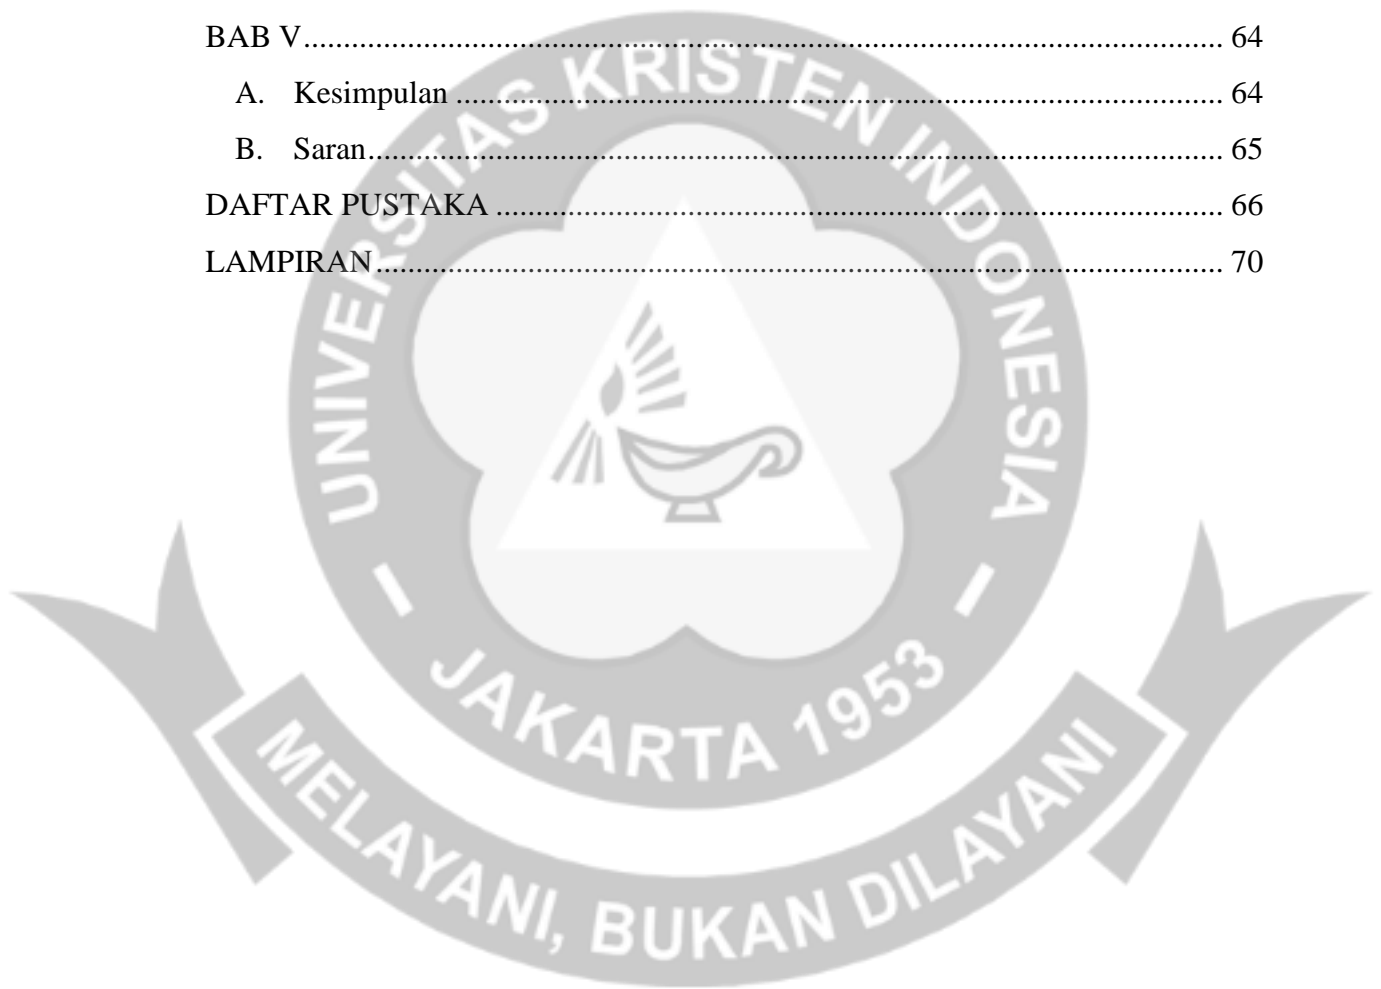 BAB V........................................................................................................................ 64
A. Kesimpulan ................................................................................................ 64
B. Saran........................................................................................................... 65
DAFTAR PUSTAKA ............................................................................................ 66
LAMPIRAN.......................................................................................................... 70
UNIVERSITAS KRISTEN INDONESIA
JAKARTA 1953
MELAYANI, BUKAN DILAYANI